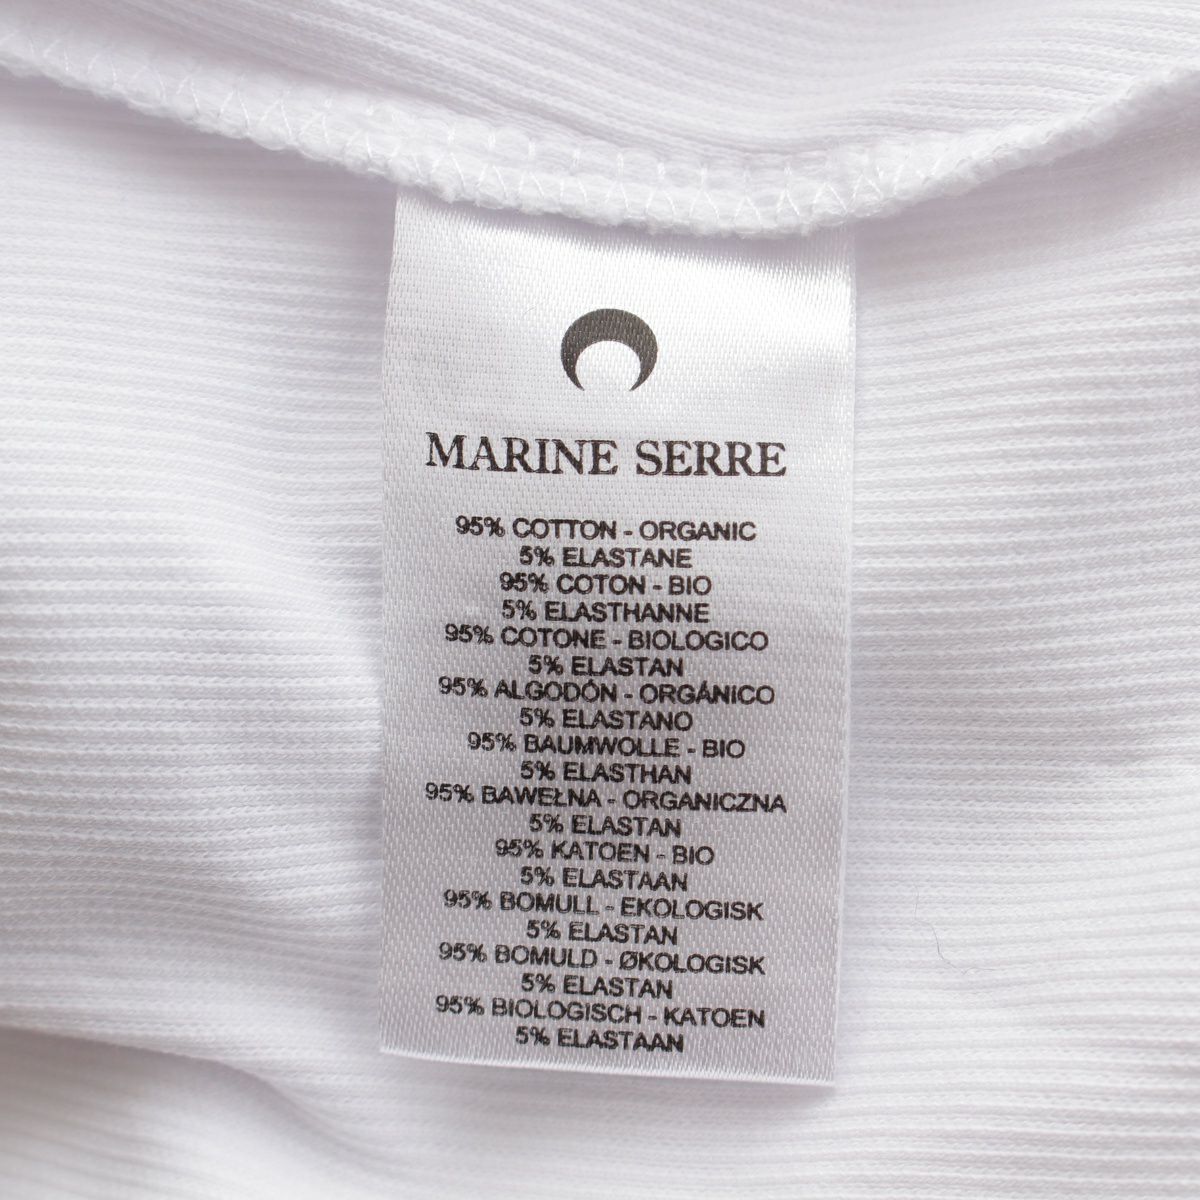 MARINE SERRE
95% COTTON - ORGANIC
5% ELASTANE
95% COTON - BIO
5% ELASTHANNE
95% COTONE - BIOLOGICO
5% ELASTAN
95% ALGODÓN - ORGÁNICO
5% ELASTANO
95% BAUMWOLLE - BIO
5% ELASTHAN
95% BAWEŁNA - ORGANICZNA
5% ELASTAN
95% KATOEN - BIO
5% ELASTAAN
95% BOMULL - EKOLOGISK
5% ELASTAN
95% BOMULD - ØKOLOGISK
5% ELASTAN
95% BIOLOGISCH - KATOEN
5% ELASTAAN